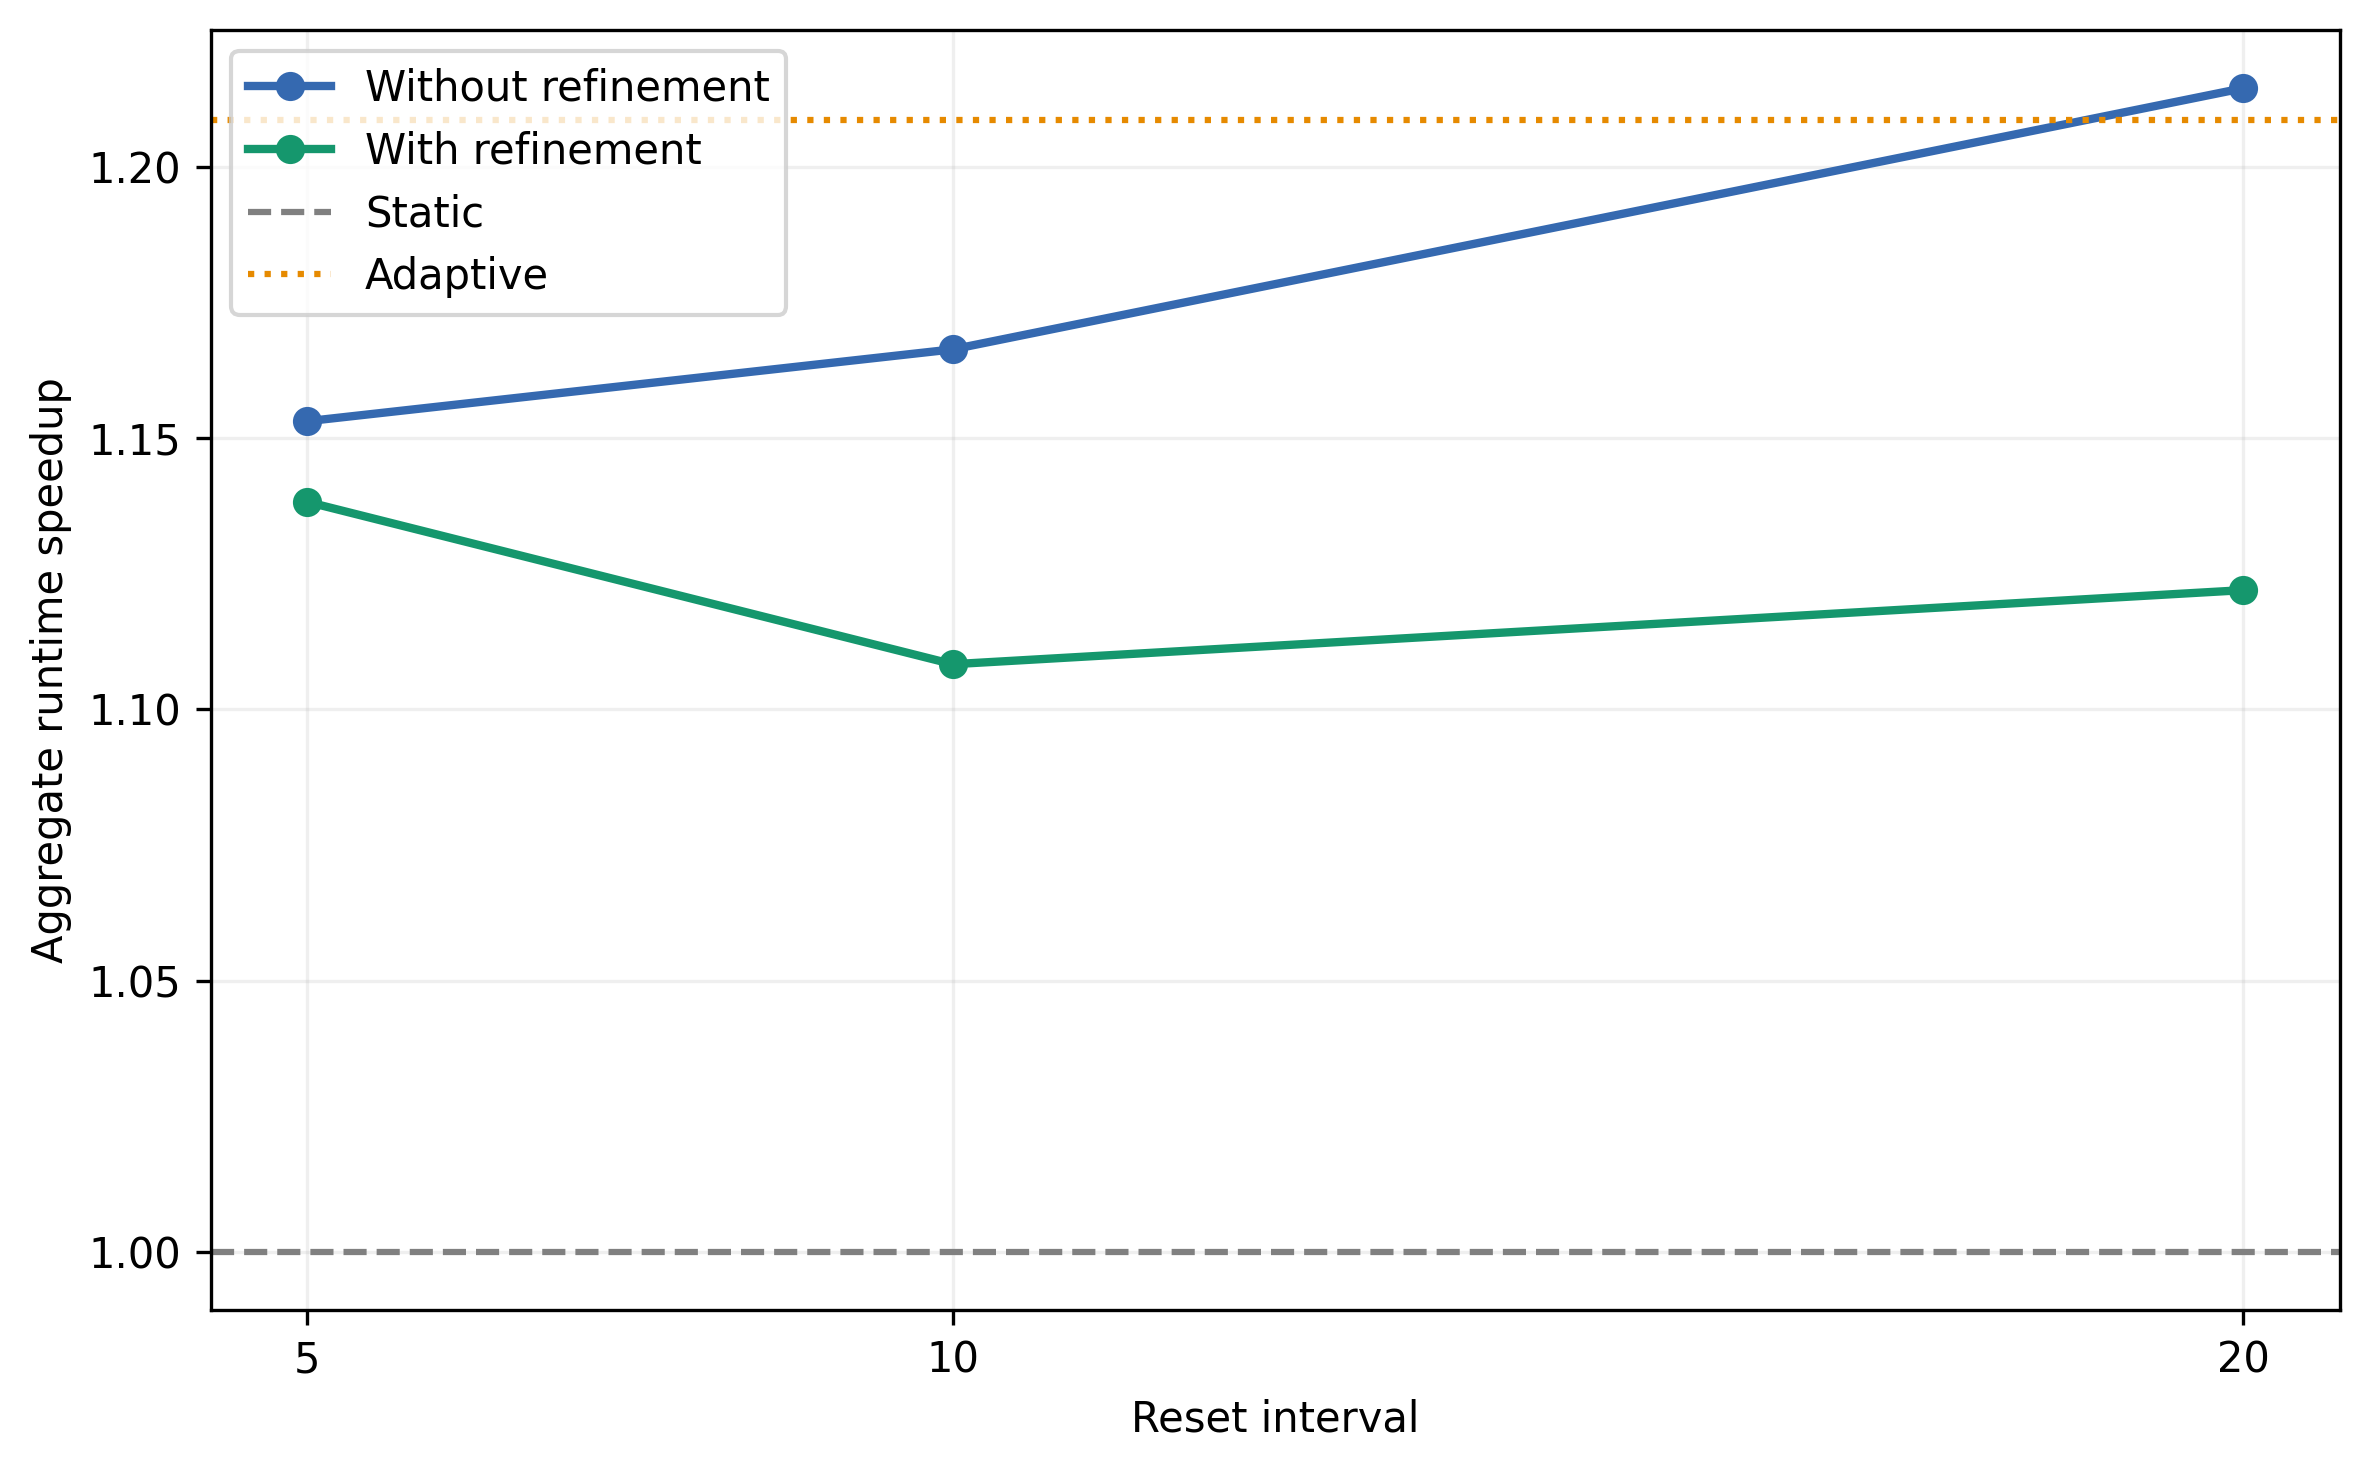 Without refinement
With refinement
Static
Adaptive
1.20
1.15
1.10
1.05
1.00
Aggregate runtime speedup
5
10
20
Reset interval